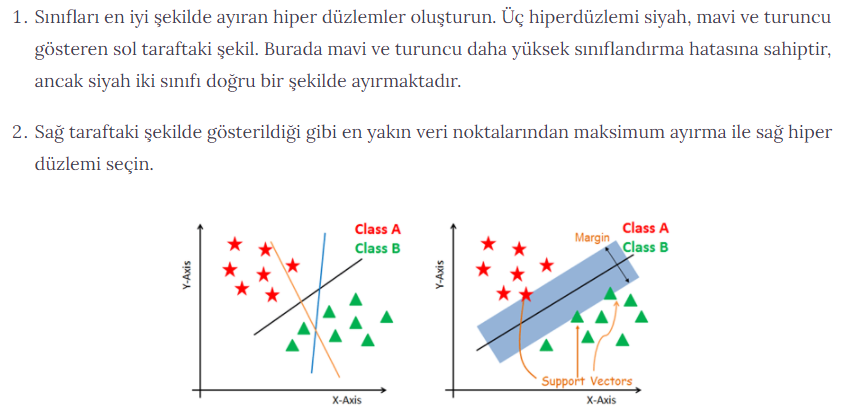 1. Sınıfları en iyi şekilde ayıran hiper düzlemler oluşturun. Üç hiperdüzlemi siyah, mavi ve turuncu
gösteren sol taraftaki şekil. Burada mavi ve turuncu daha yüksek sınıflandırma hatasına sahiptir,
ancak siyah iki sınıfı doğru bir şekilde ayırmaktadır.
2. Sağ taraftaki şekilde gösterildiği gibi en yakın veri noktalarından maksimum ayırma ile sağ hiper
düzlemi seçin.
Class A
Class B
Y-Axis
X-Axis
Class A
Margin
Class B
Y-Axis
Support Vectors
X-Axis